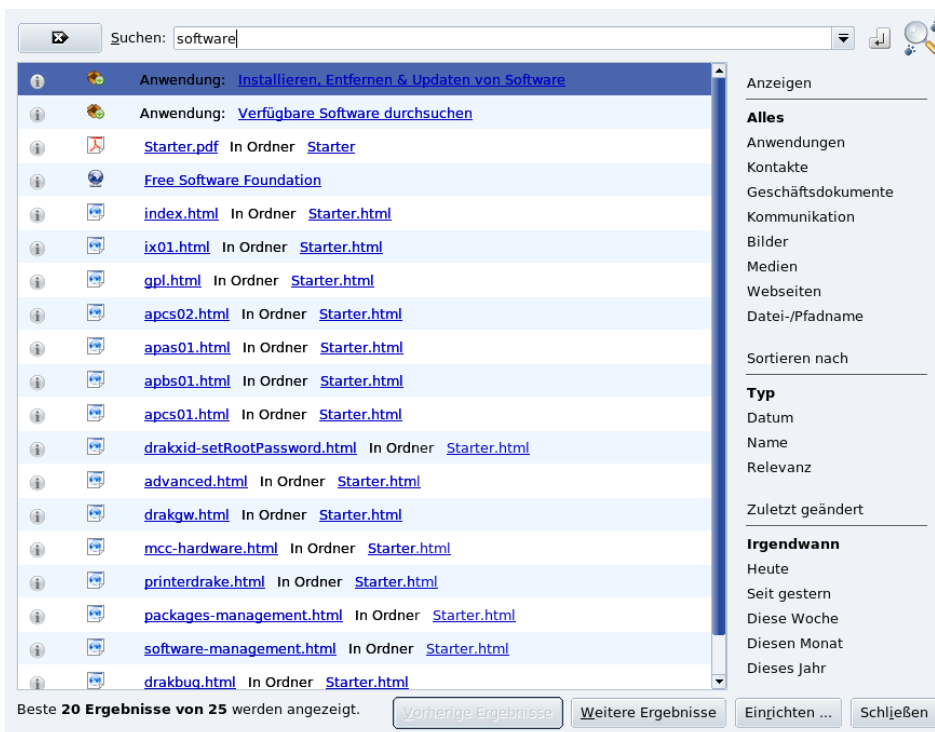 Suchen: software
Anwendung: Installieren, Entfernen & Updaten von Software
Anwendung: Verfügbare Software durchsuchen
Starter.pdf In Ordner Starter
Free Software Foundation
index.html In Ordner Starter.html
ix01.html In Ordner Starter.html
gpl.html In Ordner Starter.html
apcs02.html In Ordner Starter.html
apas01.html In Ordner Starter.html
apbs01.html In Ordner Starter.html
apcs01.html In Ordner Starter.html
drakxid-setRootPassword.html In Ordner Starter.html
advanced.html In Ordner Starter.html
drakgw.html In Ordner Starter.html
mcc-hardware.html In Ordner Starter.html
printerdrake.html In Ordner Starter.html
packages-management.html In Ordner Starter.html
software-management.html In Ordner Starter.html
drakbug.html In Ordner Starter.html
Anzeigen
Alles
Anwendungen
Kontakte
Geschäftsdokumente
Kommunikation
Bilder
Medien
Webseiten
Datei-/Pfadname
Sortieren nach
Typ
Datum
Name
Relevanz
Zuletzt geändert
Irgendwann
Heute
Seit gestern
Diese Woche
Diesen Monat
Dieses Jahr
Beste 20 Ergebnisse von 25 werden angezeigt.
Vorherige Ergebnisse
Weitere Ergebnisse
Einrichten ...
Schließen